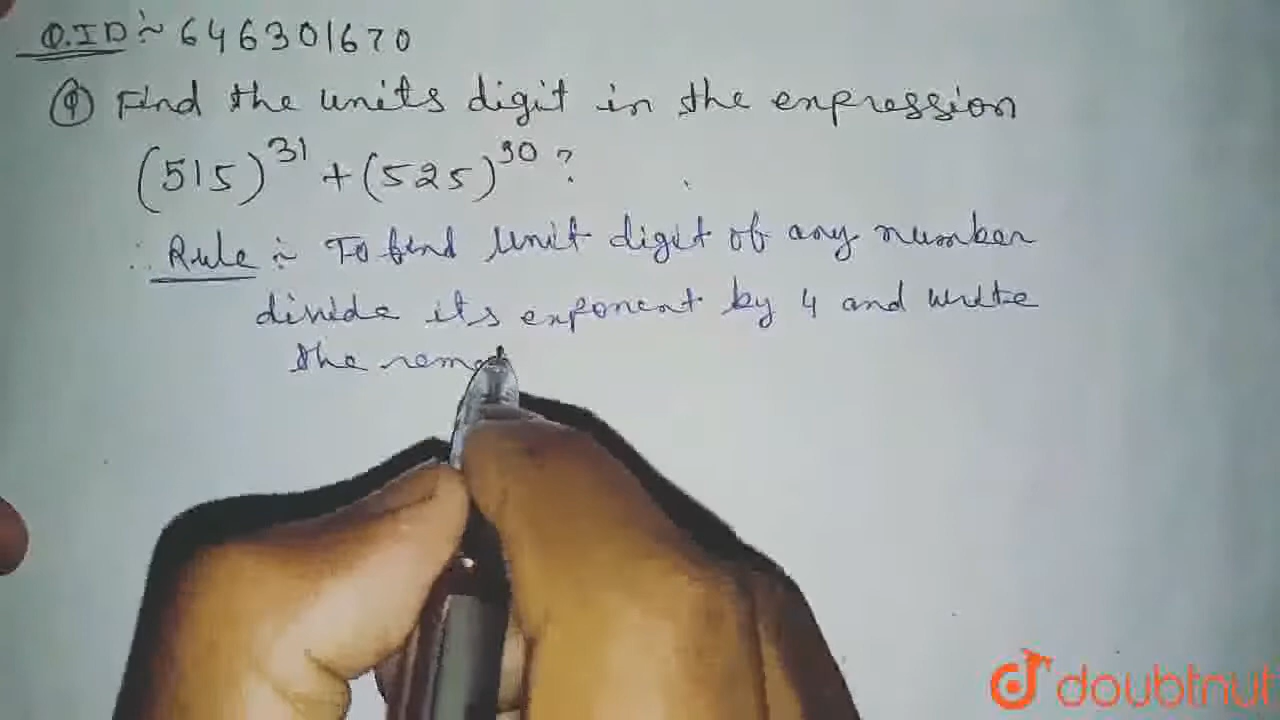 Q.ID:~ 646301670
Q Find the units digit in the expression
(515)^31 + (525)^90 ?
∴ Rule :~ To find unit digit of any number
divide its exponent by 4 and write
the
doubtnut